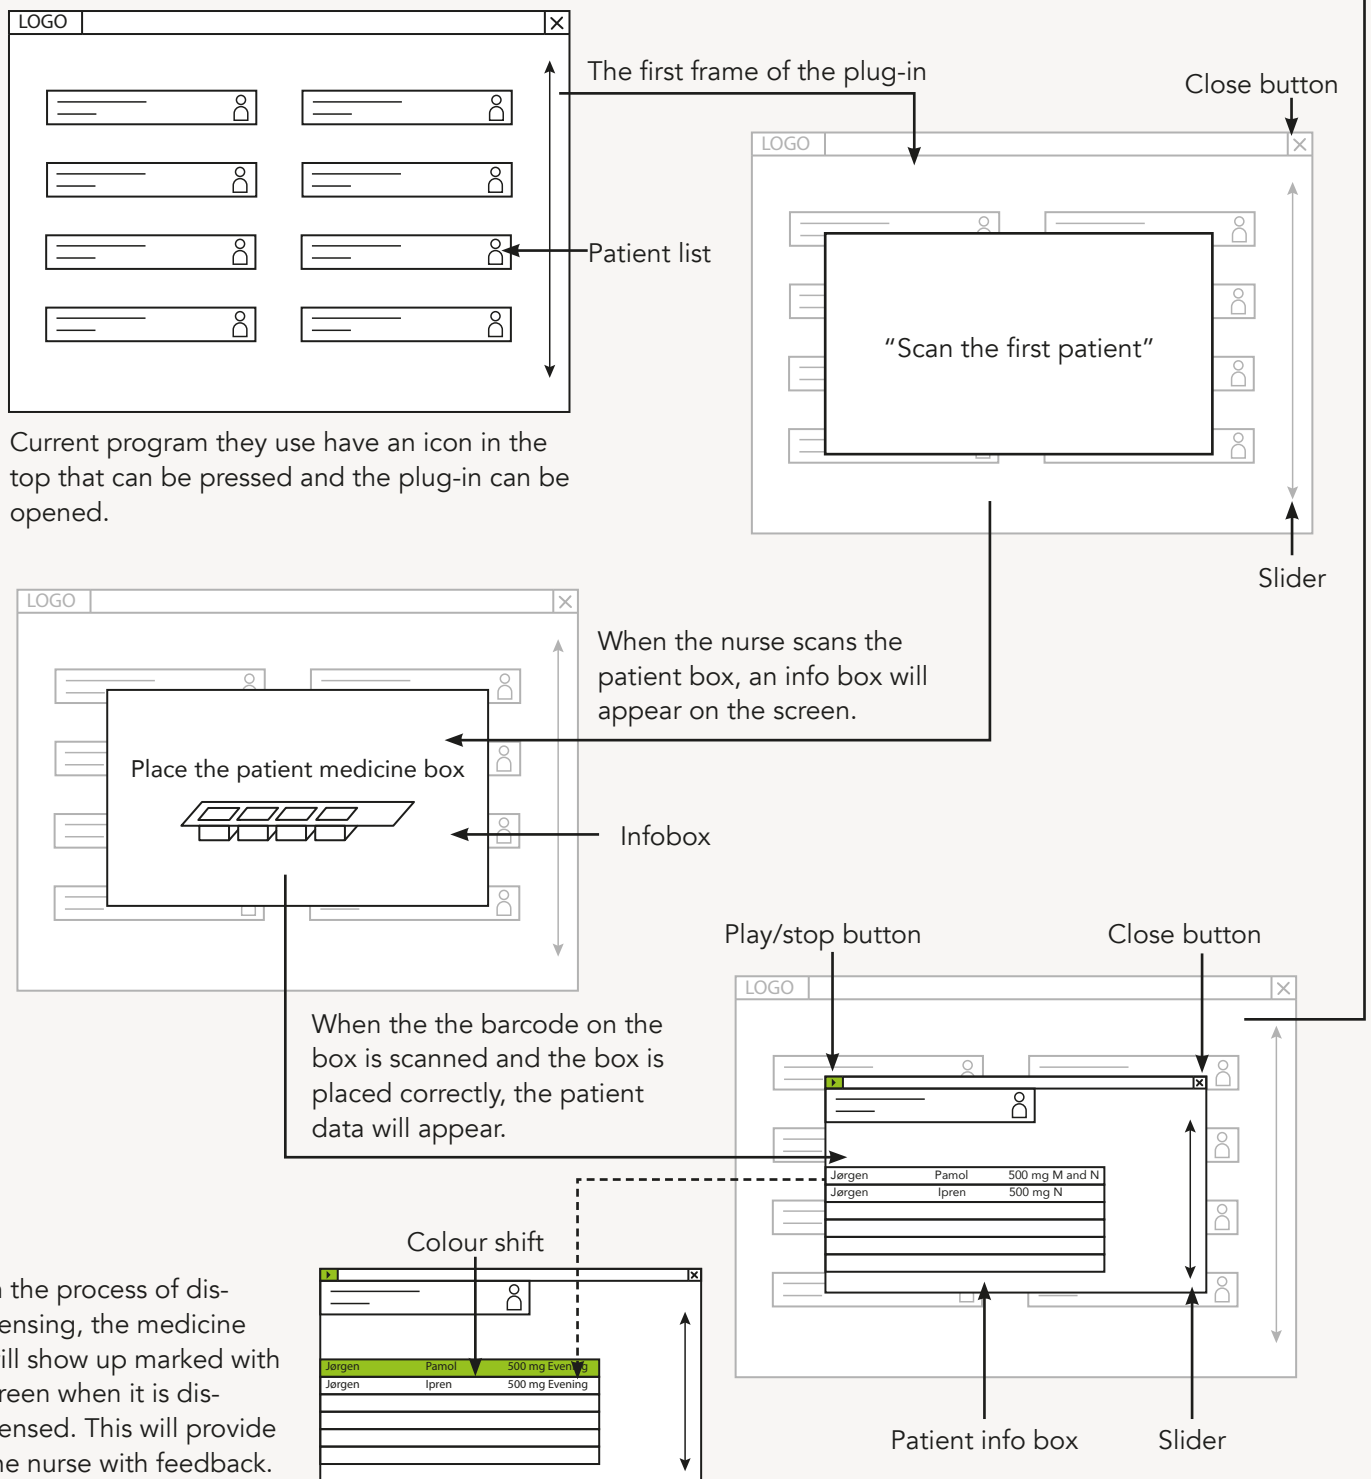 LOGO
The first frame of the plug-in
Close button
LOGO
Patient list
“Scan the first patient”
Current program they use have an icon in the
top that can be pressed and the plug-in can be
opened.
Slider
LOGO
When the nurse scans the
patient box, an info box will
appear on the screen.
Place the patient medicine box
Infobox
Play/stop button
Close button
LOGO
When the the barcode on the
box is scanned and the box is
placed correctly, the patient
data will appear.
Jørgen Pamol 500 mg M and N
Jørgen Ipren 500 mg N
Colour shift
the process of dis-
ensing, the medicine
ill show up marked with
reen when it is dis-
ensed. This will provide
ne nurse with feedback.
Jørgen Pamol 500 mg Evening
Jørgen Ipren 500 mg Evening
Patient info box
Slider